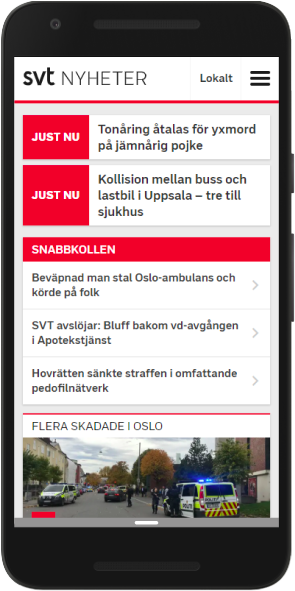 svt NYHETER
Lokalt
JUST NU
Tonåring åtalas för yxmord
på jämnårig pojke
JUST NU
Kollision mellan buss och
lastbil i Uppsala – tre till
sjukhus
SNABBKOLLEN
Beväpnad man stal Oslo-ambulans och
körde på folk
SVT avslöjar: Bluff bakom vd-avgången
i Apotekstjänst
Hovrätten sänkte straffen i omfattande
pedofilnätverk
FLERA SKADADE I OSLO